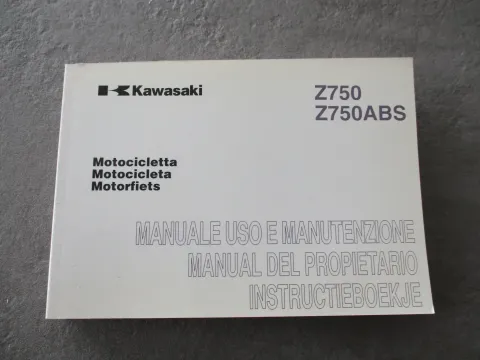 Kawasaki
Z750
Z750ABS
Motocicletta
Motocicleta
Motorfiets
MANUALE USO E MANUTENZIONE
MANUAL DEL PROPIETARIO
INSTRUCTIEBOEKJE